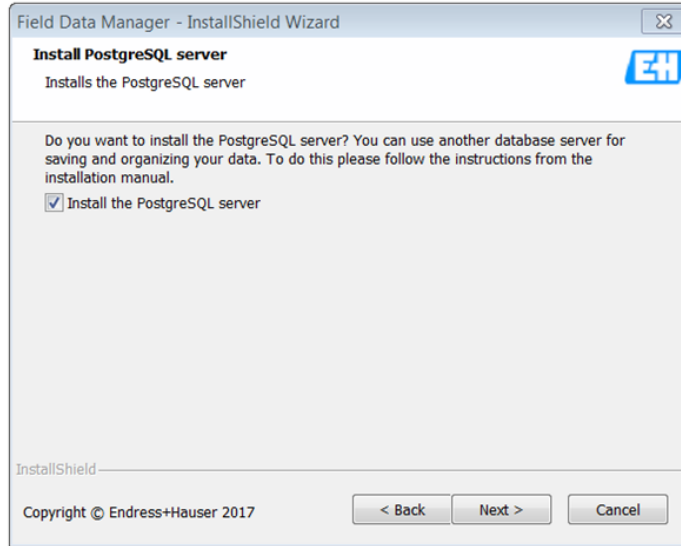 Field Data Manager - InstallShield Wizard
Install PostgreSQL server
Installs the PostgreSQL server
EH
Do you want to install the PostgreSQL server? You can use another database server for
saving and organizing your data. To do this please follow the instructions from the
installation manual.
Install the PostgreSQL server
InstallShield
Copyright © Endress+Hauser 2017
< Back
Next >
Cancel